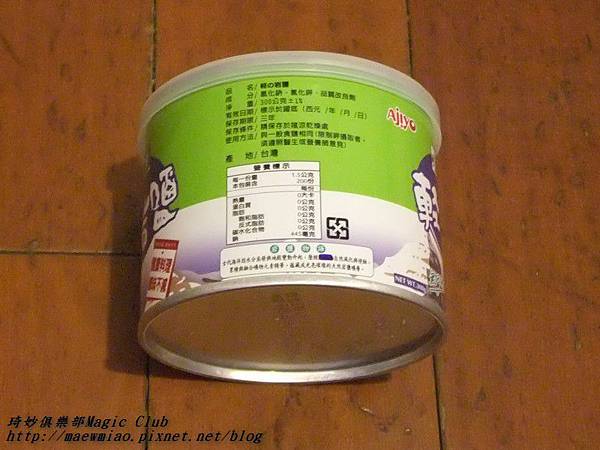 品 名/輕の岩鹽
成 分/氯化鈉、氯化鉀、品質改良劑
淨 量/300公克±1%
有效日期/標示於罐底（西元 /年 /月 /日）
保存期限/三年
保存條件/請保存於陰涼乾燥處
使用方法/與一般食鹽相同(限制鉀攝取者，
須遵照醫生或營養師意見)
產 地/台灣
Ajiyo
營養標示
每一份量 1.5公克
本包裝含 200份
每份
熱量 0大卡
蛋白質 0公克
脂肪 0公克
飽和脂肪 0公克
反式脂肪 0公克
碳水化合物 0公克
鈉 445毫克
岩鹽
輕
NET WT.
琦妙俱樂部Magic Club
http://maewmiao.pixnet.net/blog